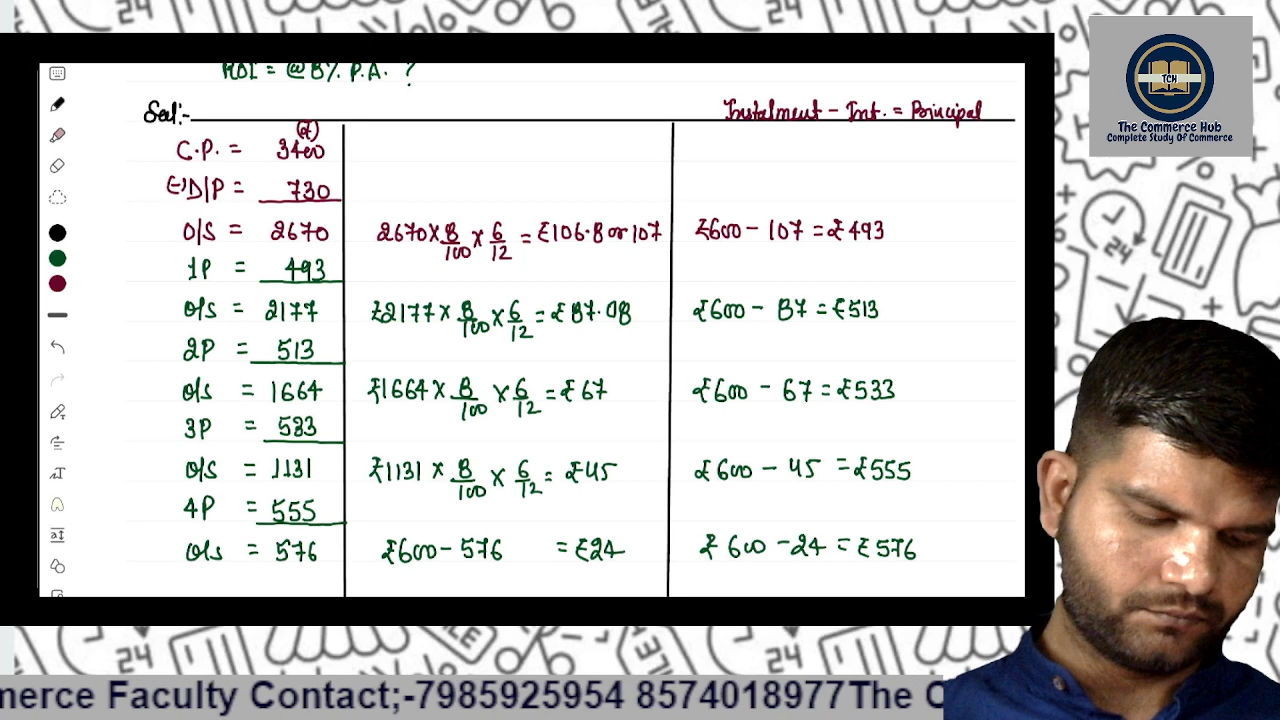 ROI = @ 8% P.A. ?
Sol:-
Instalment - Int. = Principal
(₹)
C.P. = 3400
(-) D/P = 730
O/S = 2670
2670 × 8/100 × 6/12 = ₹106.8 or 107
₹600 - 107 = ₹493
1P = 493
O/S = 2177
₹2177 × 8/100 × 6/12 = ₹87.08
₹600 - 87 = ₹513
2P = 513
O/S = 1664
₹1664 × 8/100 × 6/12 = ₹67
₹600 - 67 = ₹533
3P = 533
O/S = 1131
₹1131 × 8/100 × 6/12 = ₹45
₹600 - 45 = ₹555
4P = 555
O/S = 576
₹600 - 576 = ₹24
₹600 - 24 = ₹576
TCH
The Commerce Hub
Complete Study Of Commerce
merce Faculty Contact;-7985925954 8574018977The C